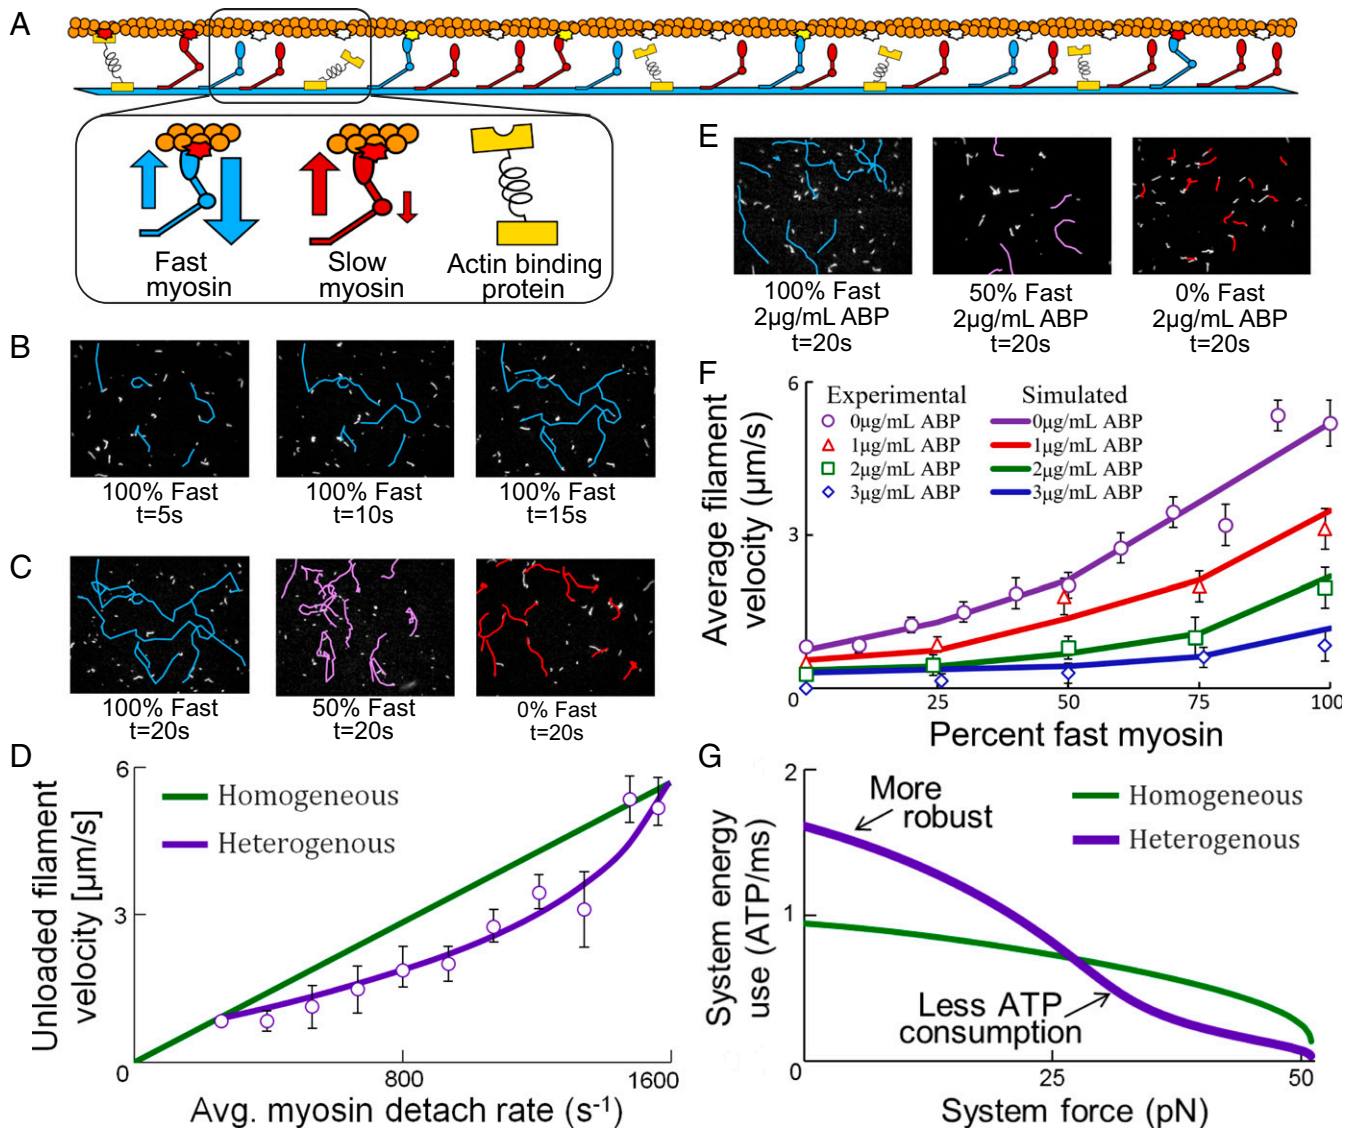 A
Fast
myosin
Slow
myosin
Actin binding
protein
B
100% Fast
t=5s
100% Fast
t=10s
100% Fast
t=15s
C
100% Fast
t=20s
50% Fast
t=20s
0% Fast
t=20s
D
Unloaded filament
velocity [µm/s]
6
3
0
800
1600
Homogeneous
Heterogenous
Avg. myosin detach rate (s-1)
E
100% Fast
2µg/mL ABP
t=20s
50% Fast
2µg/mL ABP
t=20s
0% Fast
2µg/mL ABP
t=20s
F
Average filament
velocity (µm/s)
6
3
0
25
50
75
100
Experimental
0µg/mL ABP
1µg/mL ABP
2µg/mL ABP
3µg/mL ABP
Simulated
0µg/mL ABP
1µg/mL ABP
2µg/mL ABP
3µg/mL ABP
Percent fast myosin
G
System energy
use (ATP/ms)
2
1
0
0
25
50
More
robust
Homogeneous
Heterogenous
Less ATP
consumption
System force (pN)